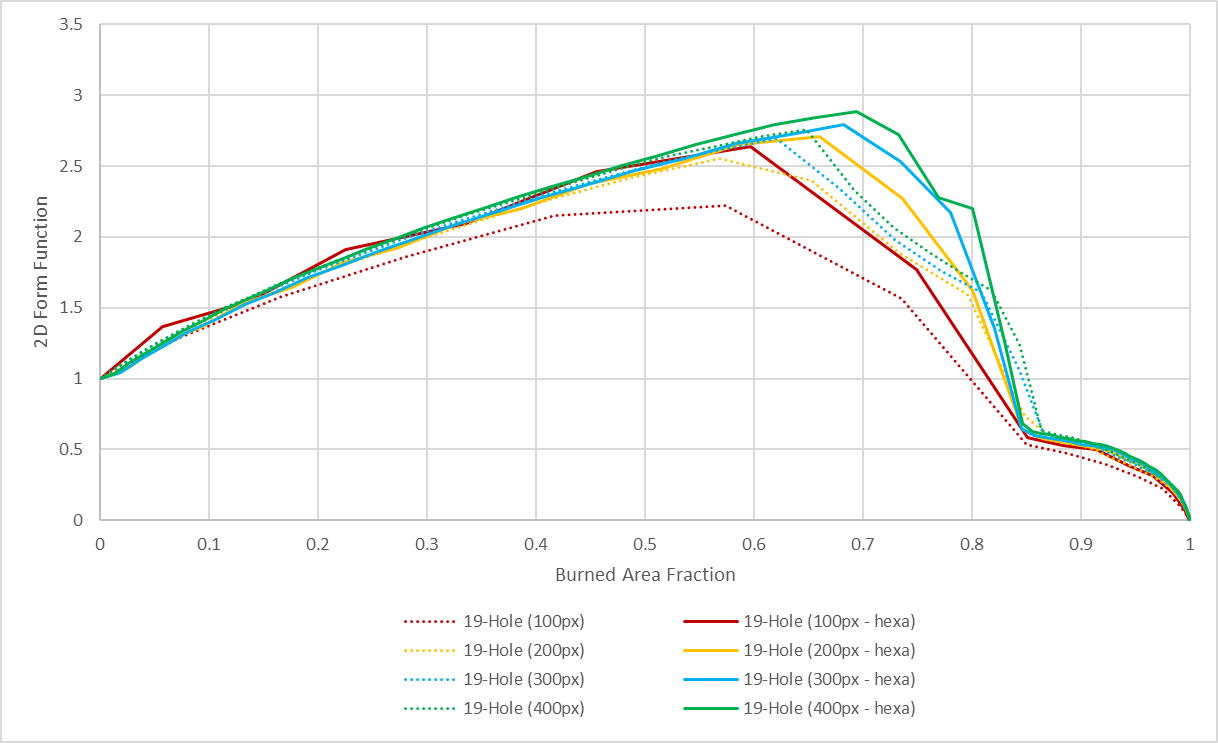 3.5
3
2.5
2
1.5
1
0.5
0
2D Form Function
0 0.1 0.2 0.3 0.4 0.5 0.6 0.7 0.8 0.9 1
Burned Area Fraction
19-Hole (100px) 19-Hole (100px - hexa)
19-Hole (200px) 19-Hole (200px - hexa)
19-Hole (300px) 19-Hole (300px - hexa)
19-Hole (400px) 19-Hole (400px - hexa)